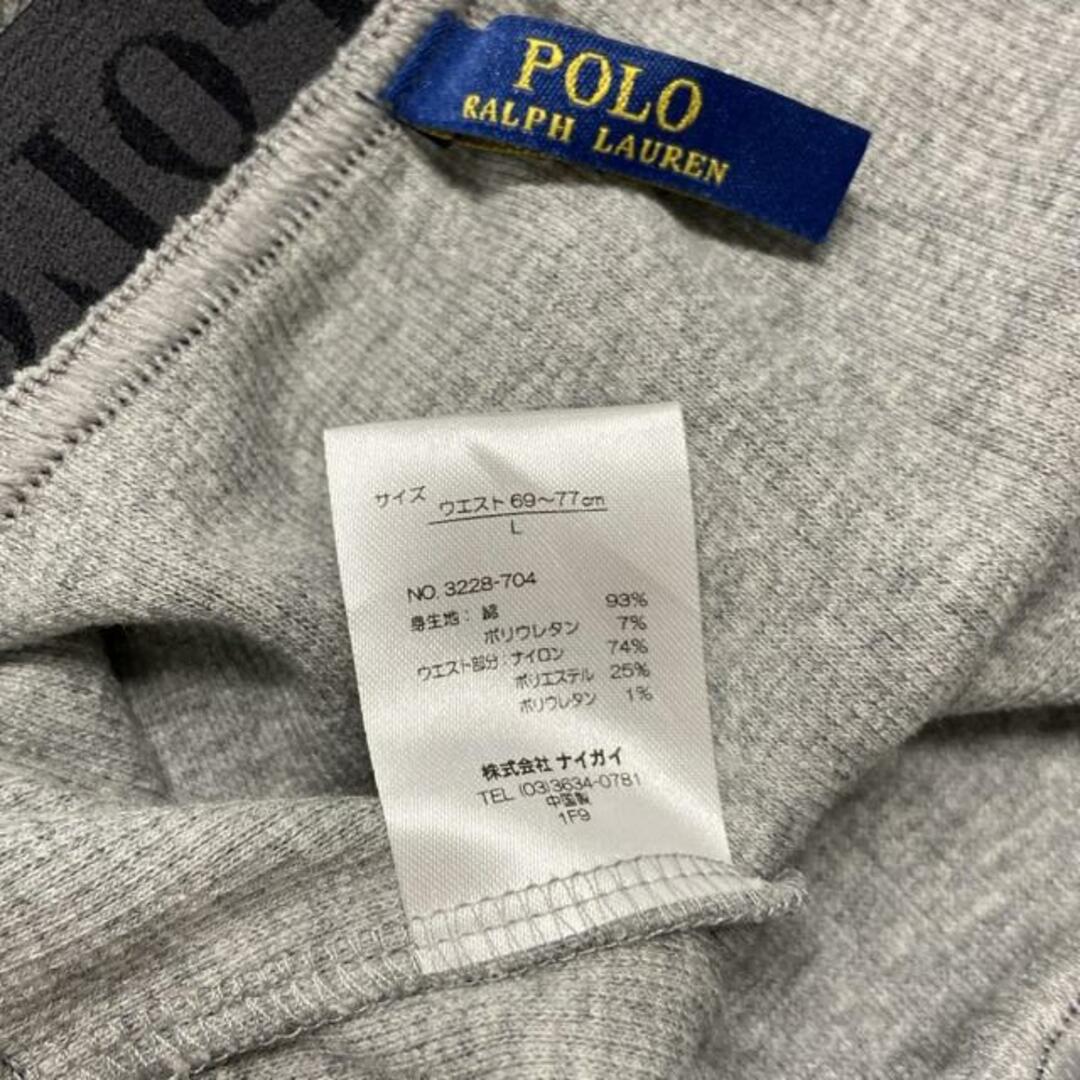 POLO
RALPH LAUREN
サイズ ウエスト 69～77cm
L
NO. 3228-704
身生地: 綿 93%
ポリウレタン 7%
ウエスト部分: ナイロン 74%
ポリエステル 25%
ポリウレタン 1%
株式会社 ナイガイ
TEL (03)3634-0781
中国製
1F9